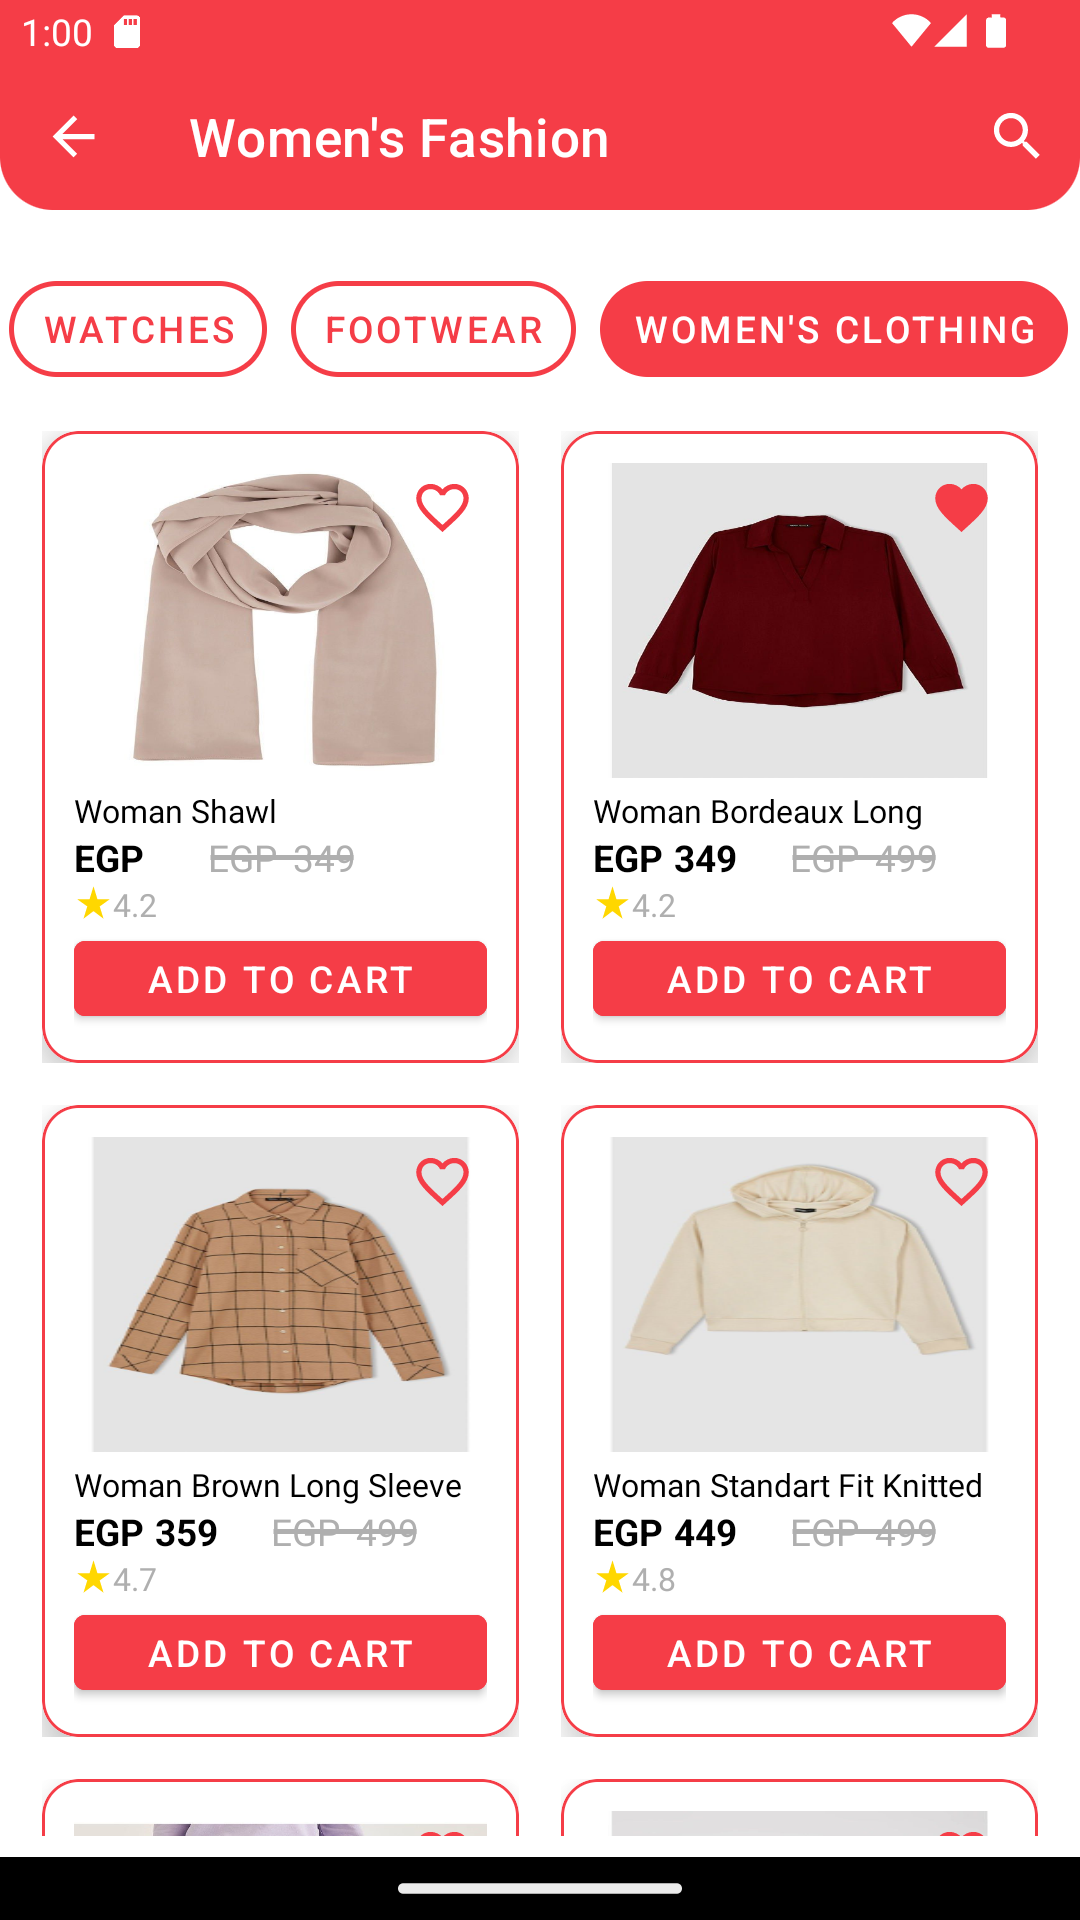 1:00
Women's Fashion
WATCHES
FOOTWEAR
WOMEN'S CLOTHING
Woman Shawl
EGP EGP 349
★4.2
ADD TO CART
Woman Bordeaux Long
EGP 349 EGP 499
★4.2
ADD TO CART
Woman Brown Long Sleeve
EGP 359 EGP 499
★4.7
ADD TO CART
Woman Standart Fit Knitted
EGP 449 EGP 499
★4.8
ADD TO CART